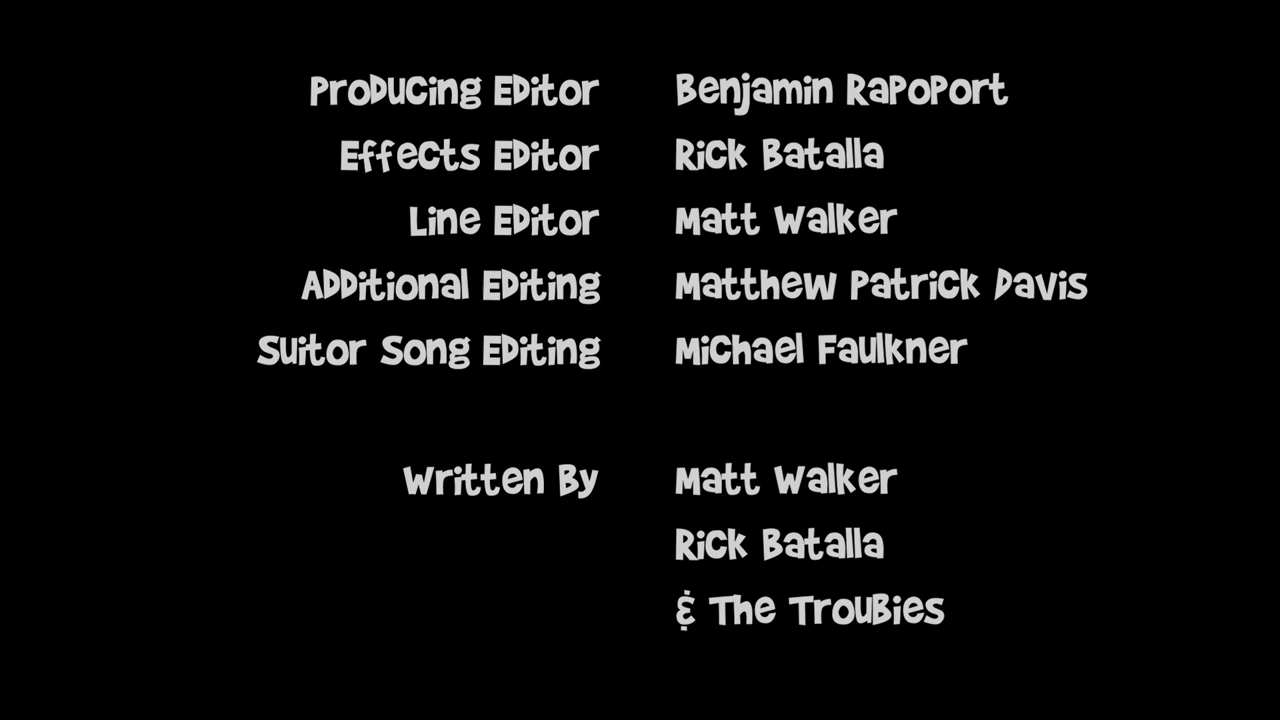 Producing Editor Benjamin Rapoport
Effects Editor Rick Batalla
Line Editor Matt Walker
Additional Editing Matthew Patrick Davis
Suitor Song Editing Michael Faulkner
Written By Matt Walker
Rick Batalla
& The Troubies